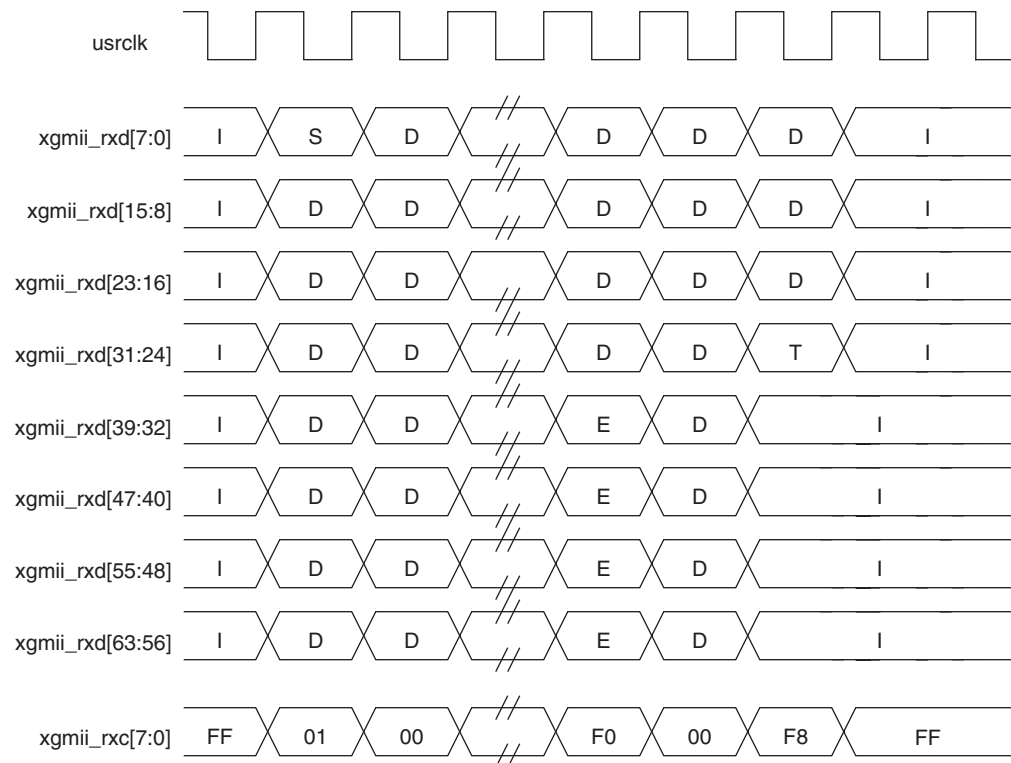 usrclk
xgmii_rxd[7:0] I S D D D D I
xgmii_rxd[15:8] I D D D D D I
xgmii_rxd[23:16] I D D D D D I
xgmii_rxd[31:24] I D D D D T I
xgmii_rxd[39:32] I D D E D I
xgmii_rxd[47:40] I D D E D I
xgmii_rxd[55:48] I D D E D I
xgmii_rxd[63:56] I D D E D I
xgmii_rxc[7:0] FF 01 00 F0 00 F8 FF